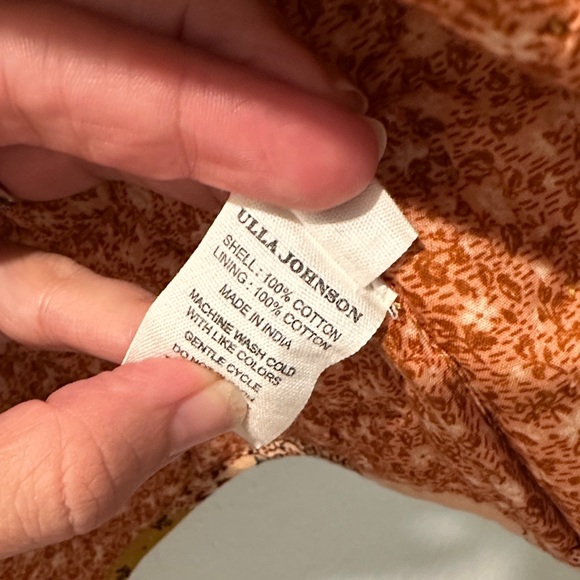 ULLA JOHNSON
SHELL : 100% COTTON
LINING : 100% COTTON
MADE IN INDIA
MACHINE WASH COLD
WITH LIKE COLORS
GENTLE CYCLE
DO